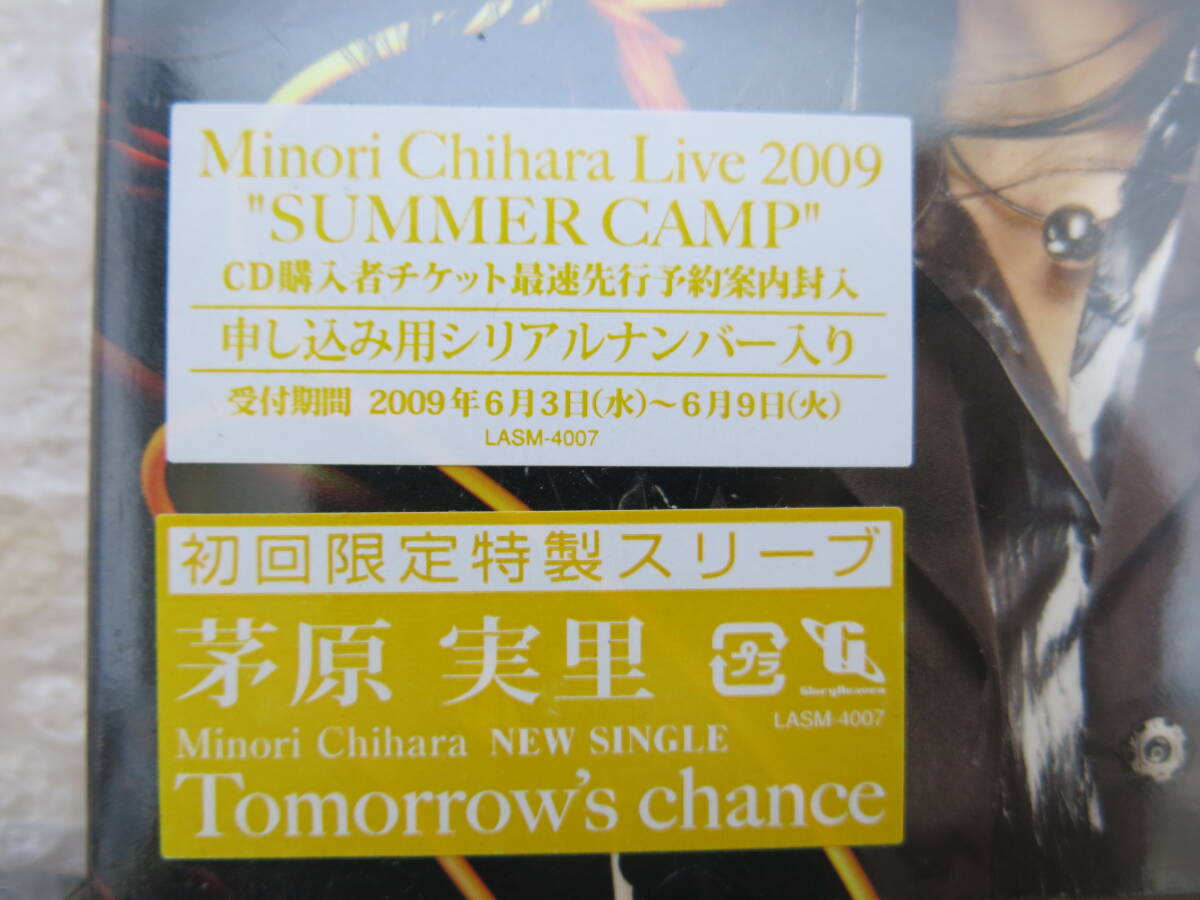 Minori Chihara Live 2009
"SUMMER CAMP"
CD購入者チケット最速先行予約案内封入
申し込み用シリアルナンバー入り
受付期間 2009年6月3日(水)～6月9日(火)
LASM-4007
初回限定特製スリーブ
茅原 実里
プラ
GloryHeaven
LASM-4007
Minori Chihara NEW SINGLE
Tomorrow's chance